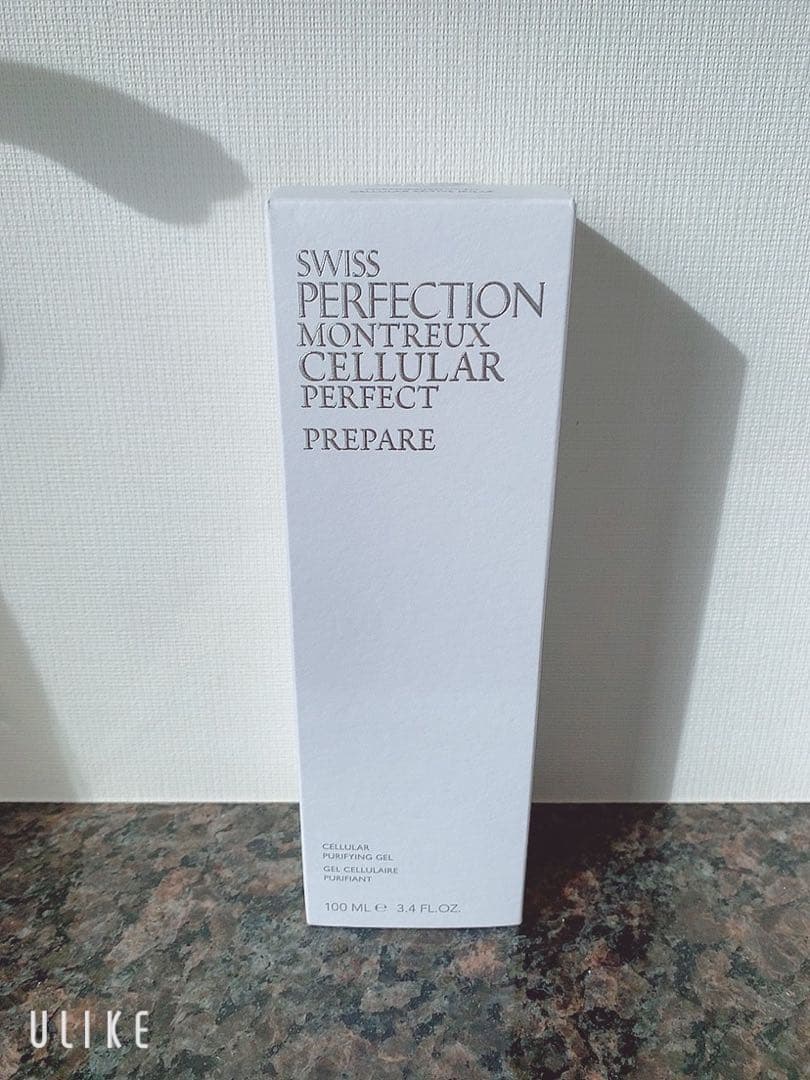 SWISS
PERFECTION
MONTREUX
CELLULAR
PERFECT
PREPARE
CELLULAR
PURIFYING GEL
GEL CELLULAIRE
PURIFIANT
100 ML ℮ 3.4 FL.OZ.
ULIKE